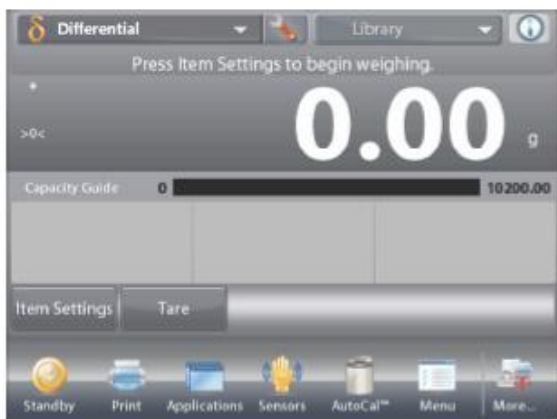 δ Differential Library
Press Item Settings to begin weighing.
*
>0<
0.00 g
Capacity Guide 0 10200.00
Item Settings Tare
Standby Print Applications Sensors AutoCal™ Menu More...